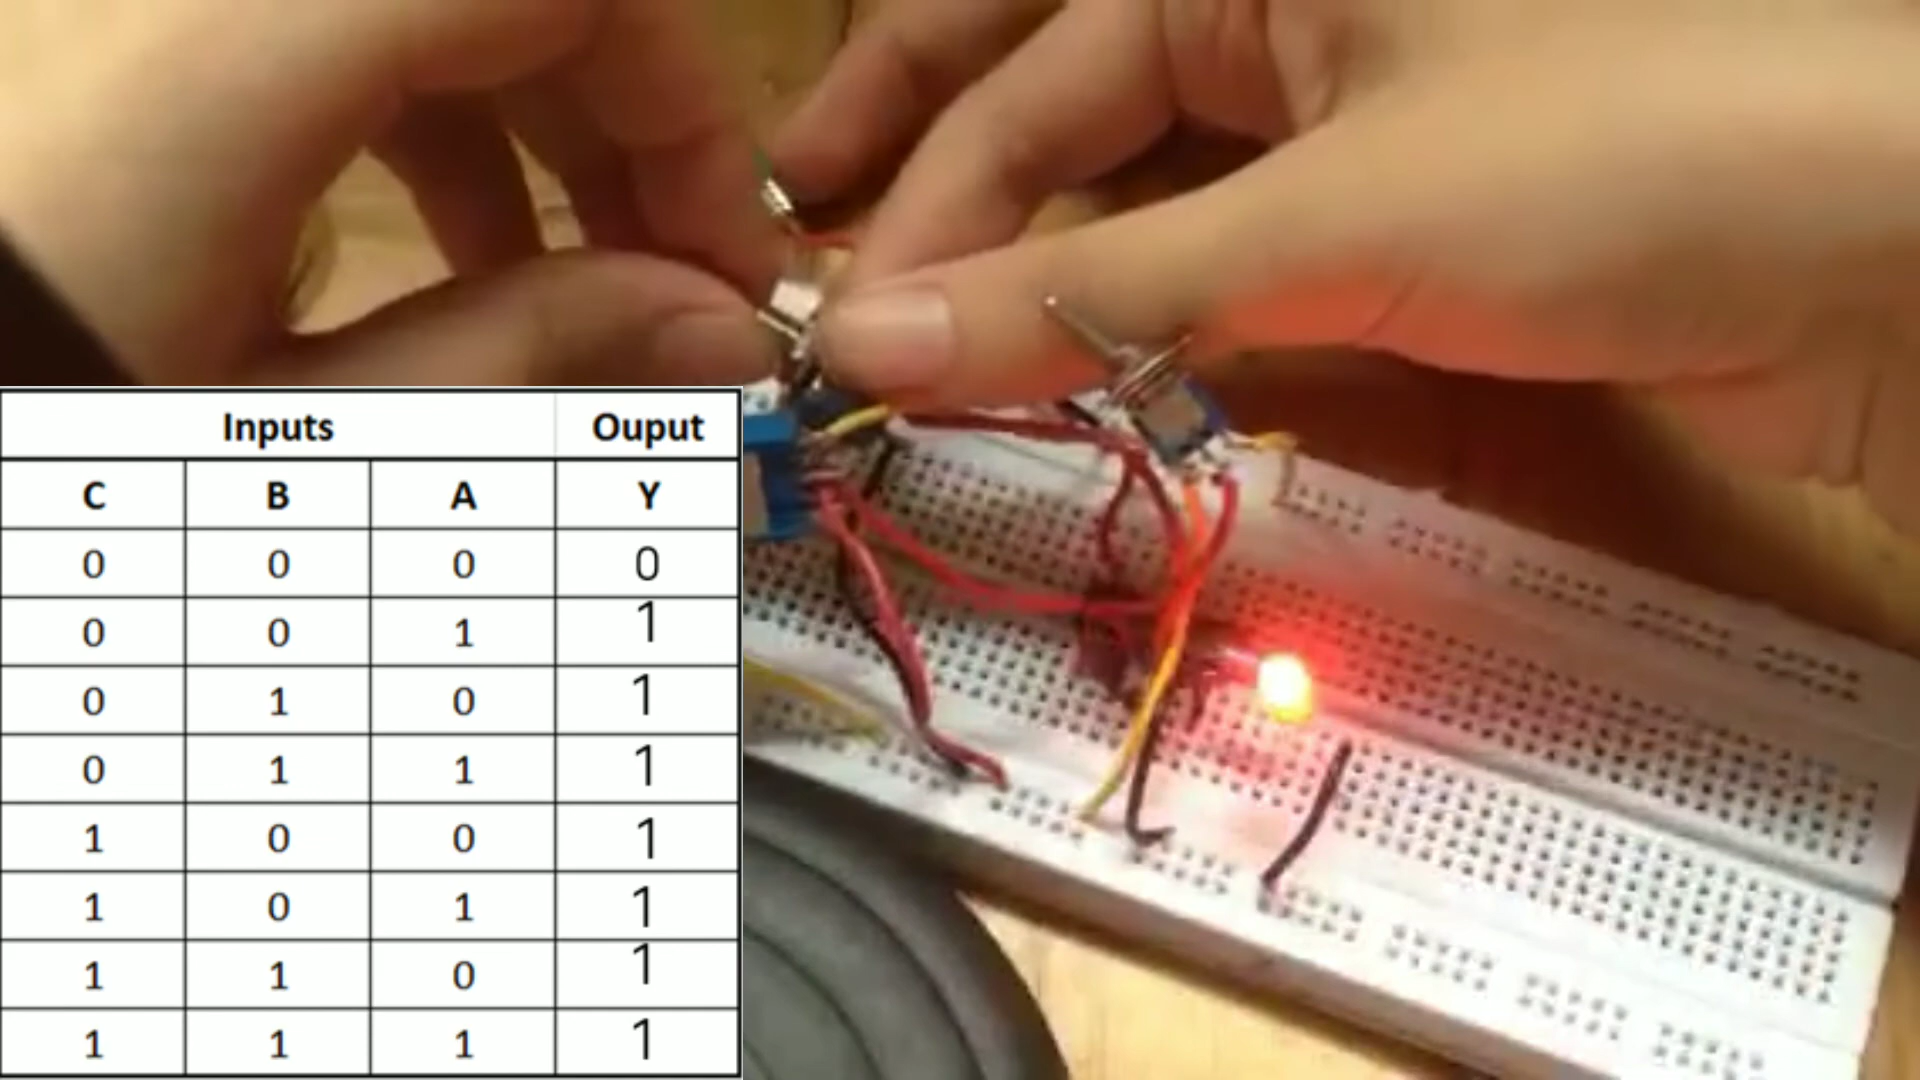 Inputs Ouput
C B A Y
0 0 0 0
0 0 1 1
0 1 0 1
0 1 1 1
1 0 0 1
1 0 1 1
1 1 0 1
1 1 1 1